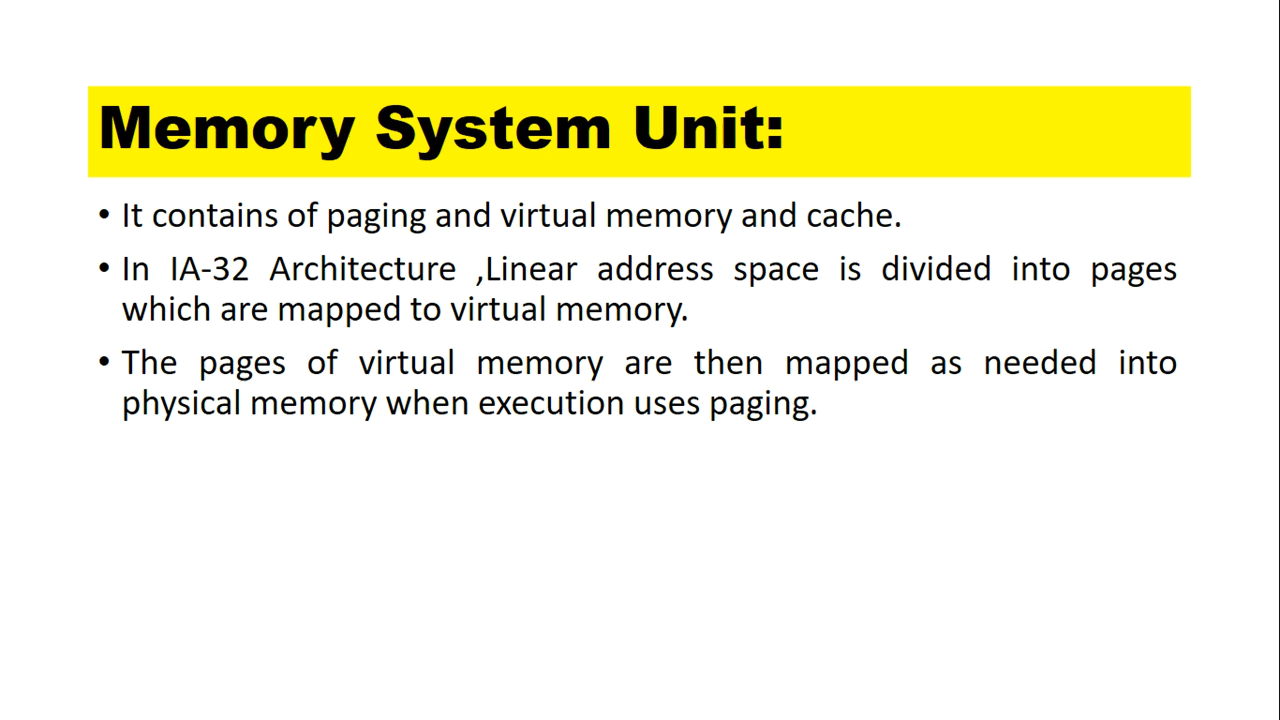 Memory System Unit:
• It contains of paging and virtual memory and cache.
• In IA-32 Architecture ,Linear address space is divided into pages
which are mapped to virtual memory.
• The pages of virtual memory are then mapped as needed into
physical memory when execution uses paging.